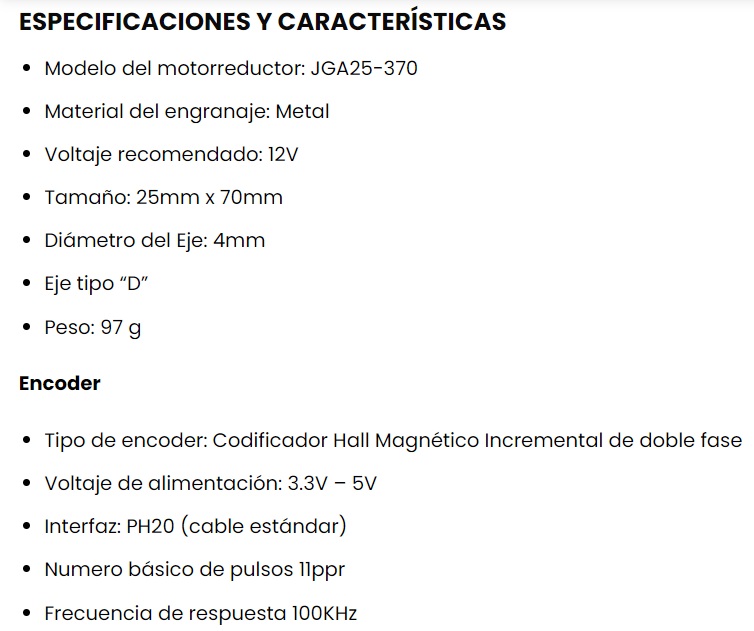 ESPECIFICACIONES Y CARACTERÍSTICAS
• Modelo del motorreductor: JGA25-370
• Material del engranaje: Metal
• Voltaje recomendado: 12V
• Tamaño: 25mm x 70mm
• Diámetro del Eje: 4mm
• Eje tipo “D”
• Peso: 97 g
Encoder
• Tipo de encoder: Codificador Hall Magnético Incremental de doble fase
• Voltaje de alimentación: 3.3V – 5V
• Interfaz: PH20 (cable estándar)
• Numero básico de pulsos 11ppr
• Frecuencia de respuesta 100KHz